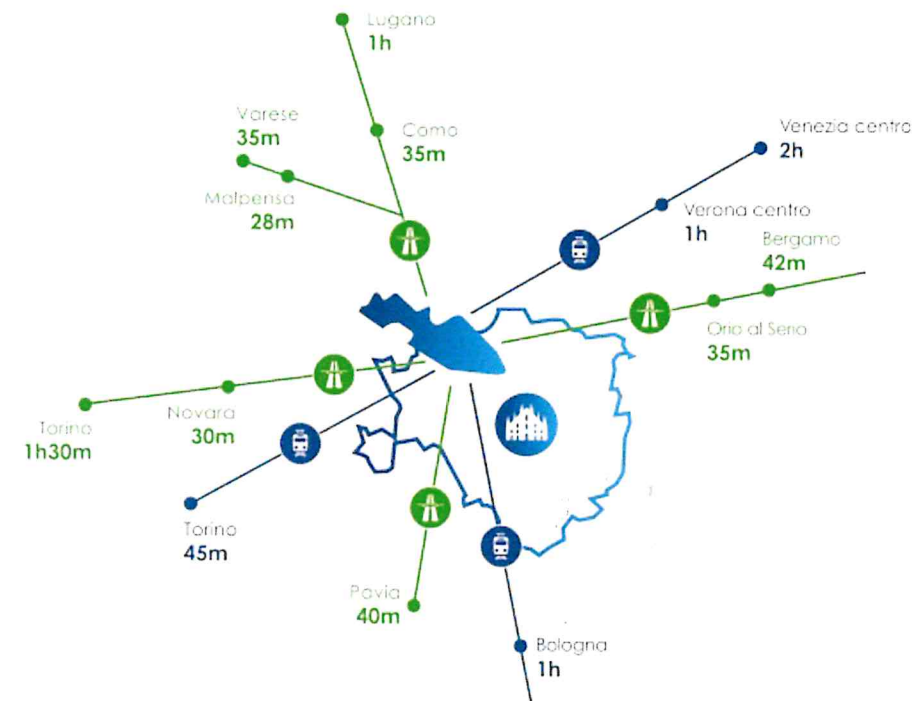 Lugano
1h
Varese
35m
Como
35m
Malpensa
28m
Venezia centro
2h
Verona centro
1h
Bergamo
42m
Orio al Serio
35m
Novara
30m
Torino
1h30m
Torino
45m
Pavia
40m
Bologna
1h